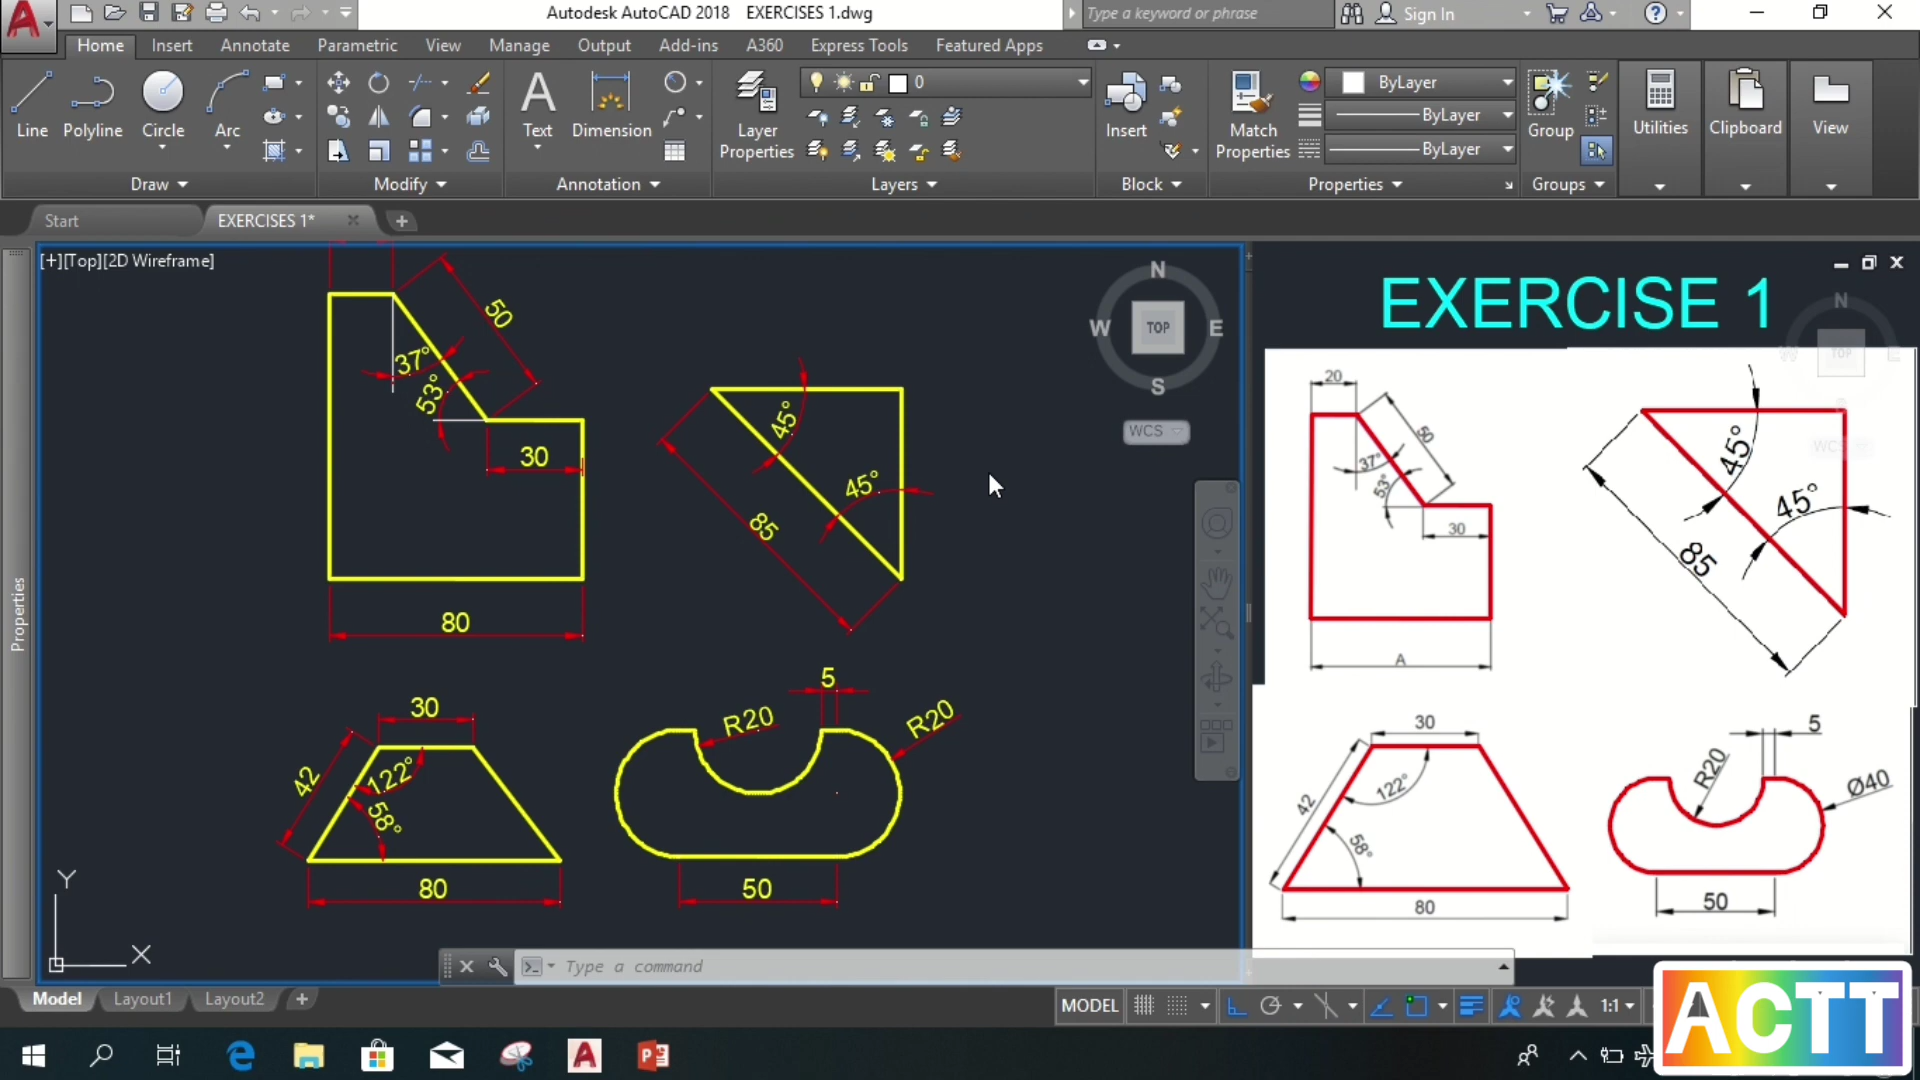 Autodesk AutoCAD 2018 EXERCISES 1.dwg
Type a keyword or phrase
Sign In
Home Insert Annotate Parametric View Manage Output Add-ins A360 Express Tools Featured Apps
0
ByLayer
ByLayer
ByLayer
Line Polyline Circle Arc
Text Dimension
Layer
Properties
Insert
Match
Properties
Group Utilities Clipboard View
Draw Modify Annotation Layers Block Properties Groups
Start EXERCISES 1*
[+][Top][2D Wireframe]
Properties
50
37°
53°
30
80
45°
45°
85
N
W TOP E
S
WCS
30
42
122°
58°
80
5
R20
R20
50
Y
X
EXERCISE 1
N
W TOP E
S
WCS
20
50
37°
53°
30
A
45°
45°
85
30
42
122°
58°
80
5
R20
Ø40
50
Type a command
Model Layout1 Layout2
MODEL
1:1
ACTT